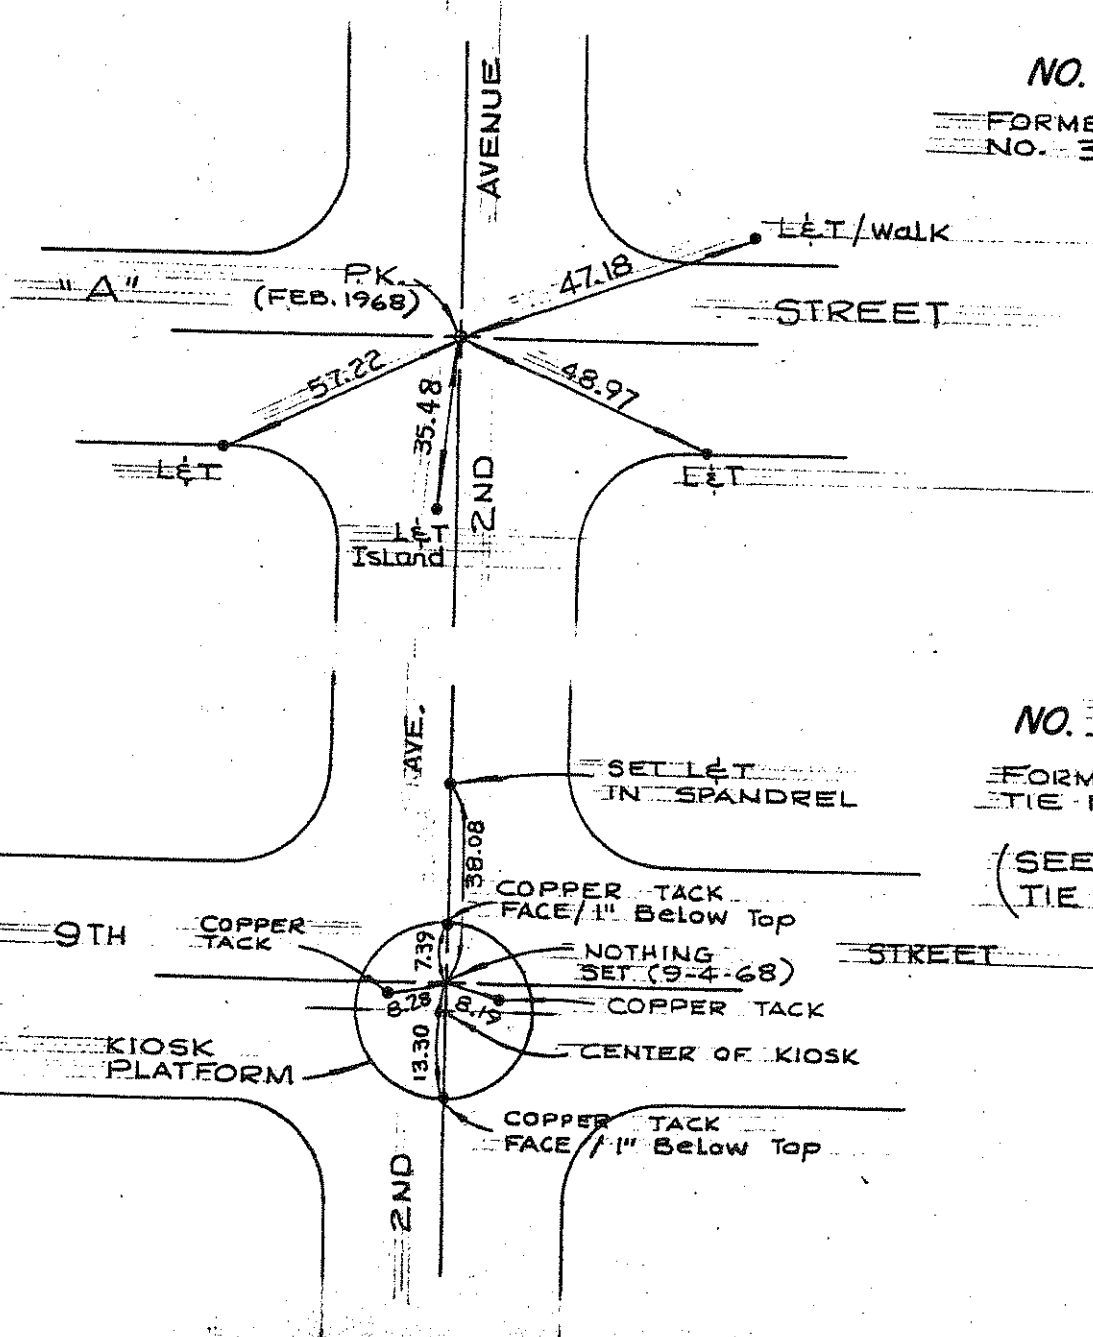 NO.
FORME
NO. 3
AVENUE
L&T/Walk
"A"
P.K.
(FEB. 1968)
47.18
STREET
57.22
35.48
48.97
L&T
L&T
2ND
L&T
Island
NO.
AVE.
SET L&T
IN SPANDREL
FORM
TIE
38.08
(SEE
TIE
COPPER TACK
FACE/1" Below Top
9TH
COPPER
TACK
7.39
NOTHING
SET (9-4-68)
STREET
8.28
8.19
COPPER TACK
13.30
KIOSK
PLATFORM
CENTER OF KIOSK
COPPER TACK
FACE/1" Below Top
2ND